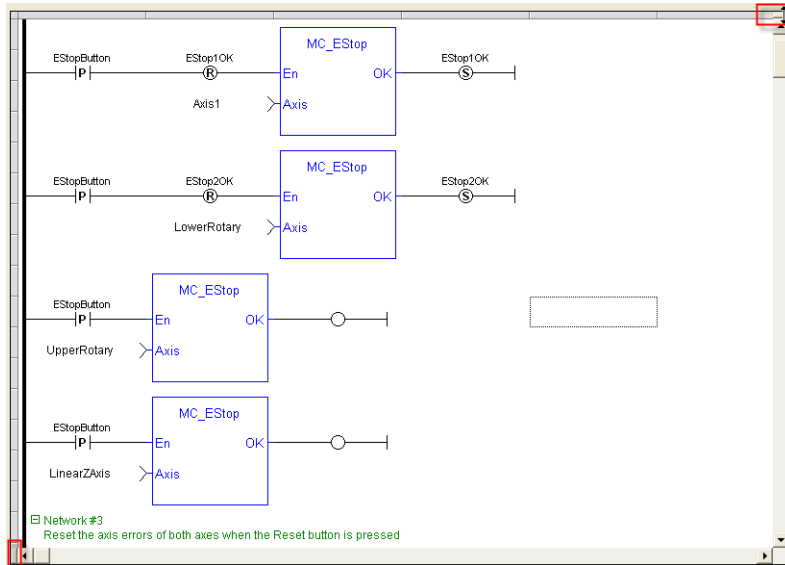 MC_EStop
EStopButton EStop1OK EStop1OK
P R En OK S
Axis1 Axis
MC_EStop
EStopButton EStop2OK EStop2OK
P R En OK S
LowerRotary Axis
MC_EStop
EStopButton
P En OK
UpperRotary Axis
MC_EStop
EStopButton
P En OK
LinearZAxis Axis
Network #3
Reset the axis errors of both axes when the Reset button is pressed